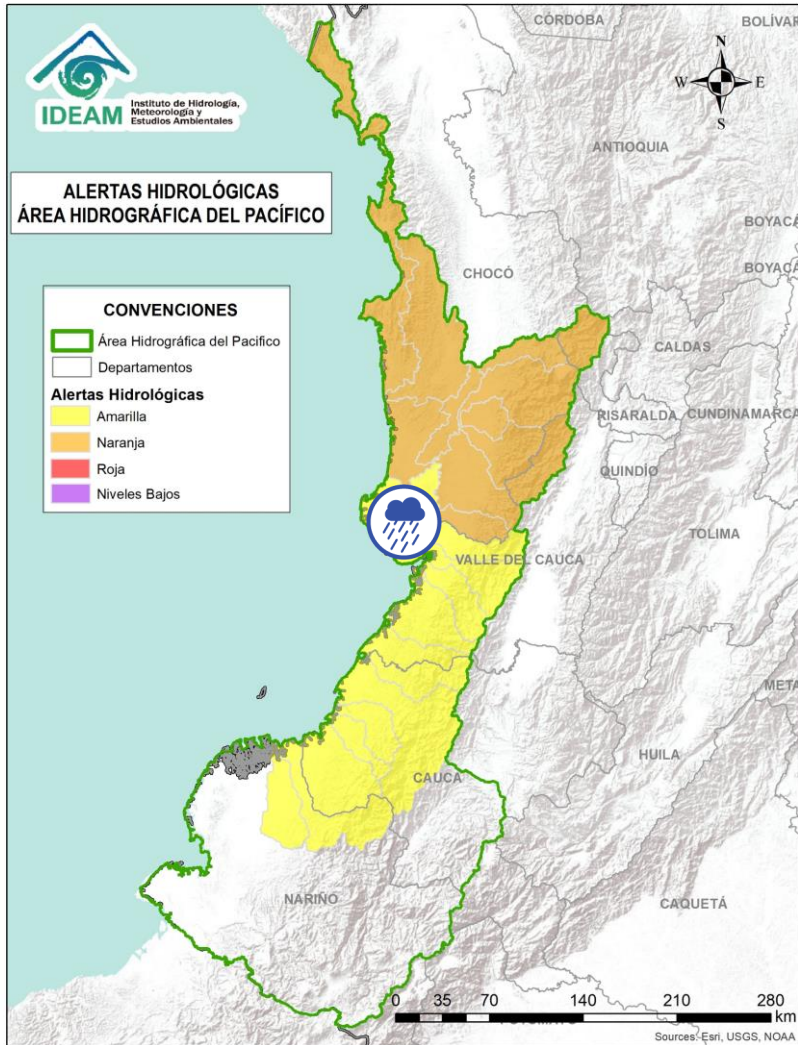 CÓRDOBA
BOLÍVAR
IDEAM
Instituto de Hidrología,
Meteorología y
Estudios Ambientales
N
W
E
S
ANTIOQUIA
ALERTAS HIDROLÓGICAS
ÁREA HIDROGRÁFICA DEL PACÍFICO
BOYACÁ
BOYACÁ
CHOCÓ
CONVENCIONES
Área Hidrográfica del Pacifico
Departamentos
Alertas Hidrológicas
Amarilla
Naranja
Roja
Niveles Bajos
CALDAS
RISARALDA
CUNDINAMARCA
QUINDÍO
TOLIMA
VALLE DEL CAUCA
META
HUILA
CAUCA
NARIÑO
CAQUETÁ
0 35 70 140 210 280
km
Sources: Esri, USGS, NOAA